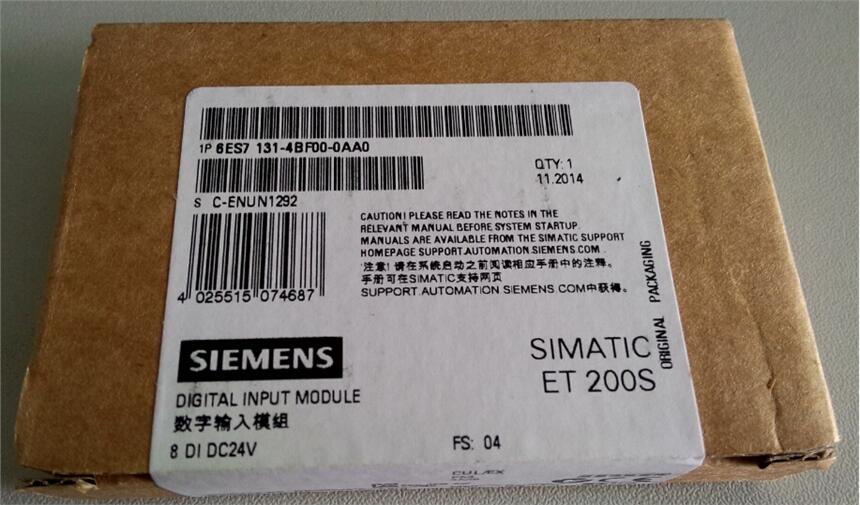 1P 6ES7 131-4BF00-0AA0
QTY: 1
11.2014
S C-ENUN1292
CAUTION! PLEASE READ THE NOTES IN THE
RELEVANT MANUAL BEFORE SYSTEM STARTUP.
MANUALS ARE AVAILABLE FROM THE SIMATIC SUPPORT
HOMEPAGE SUPPORT.AUTOMATION.SIEMENS.COM.
注意! 请在系统启动之前阅读相应手册中的注释。
手册可在SIMATIC支持网页
SUPPORT.AUTOMATION SIEMENS.COM中获得。
4 025515 074687
ORIGINAL PACKAGING
SIEMENS
SIMATIC
ET 200S
DIGITAL INPUT MODULE
数字输入模组
8 DI DC24V
FS: 04